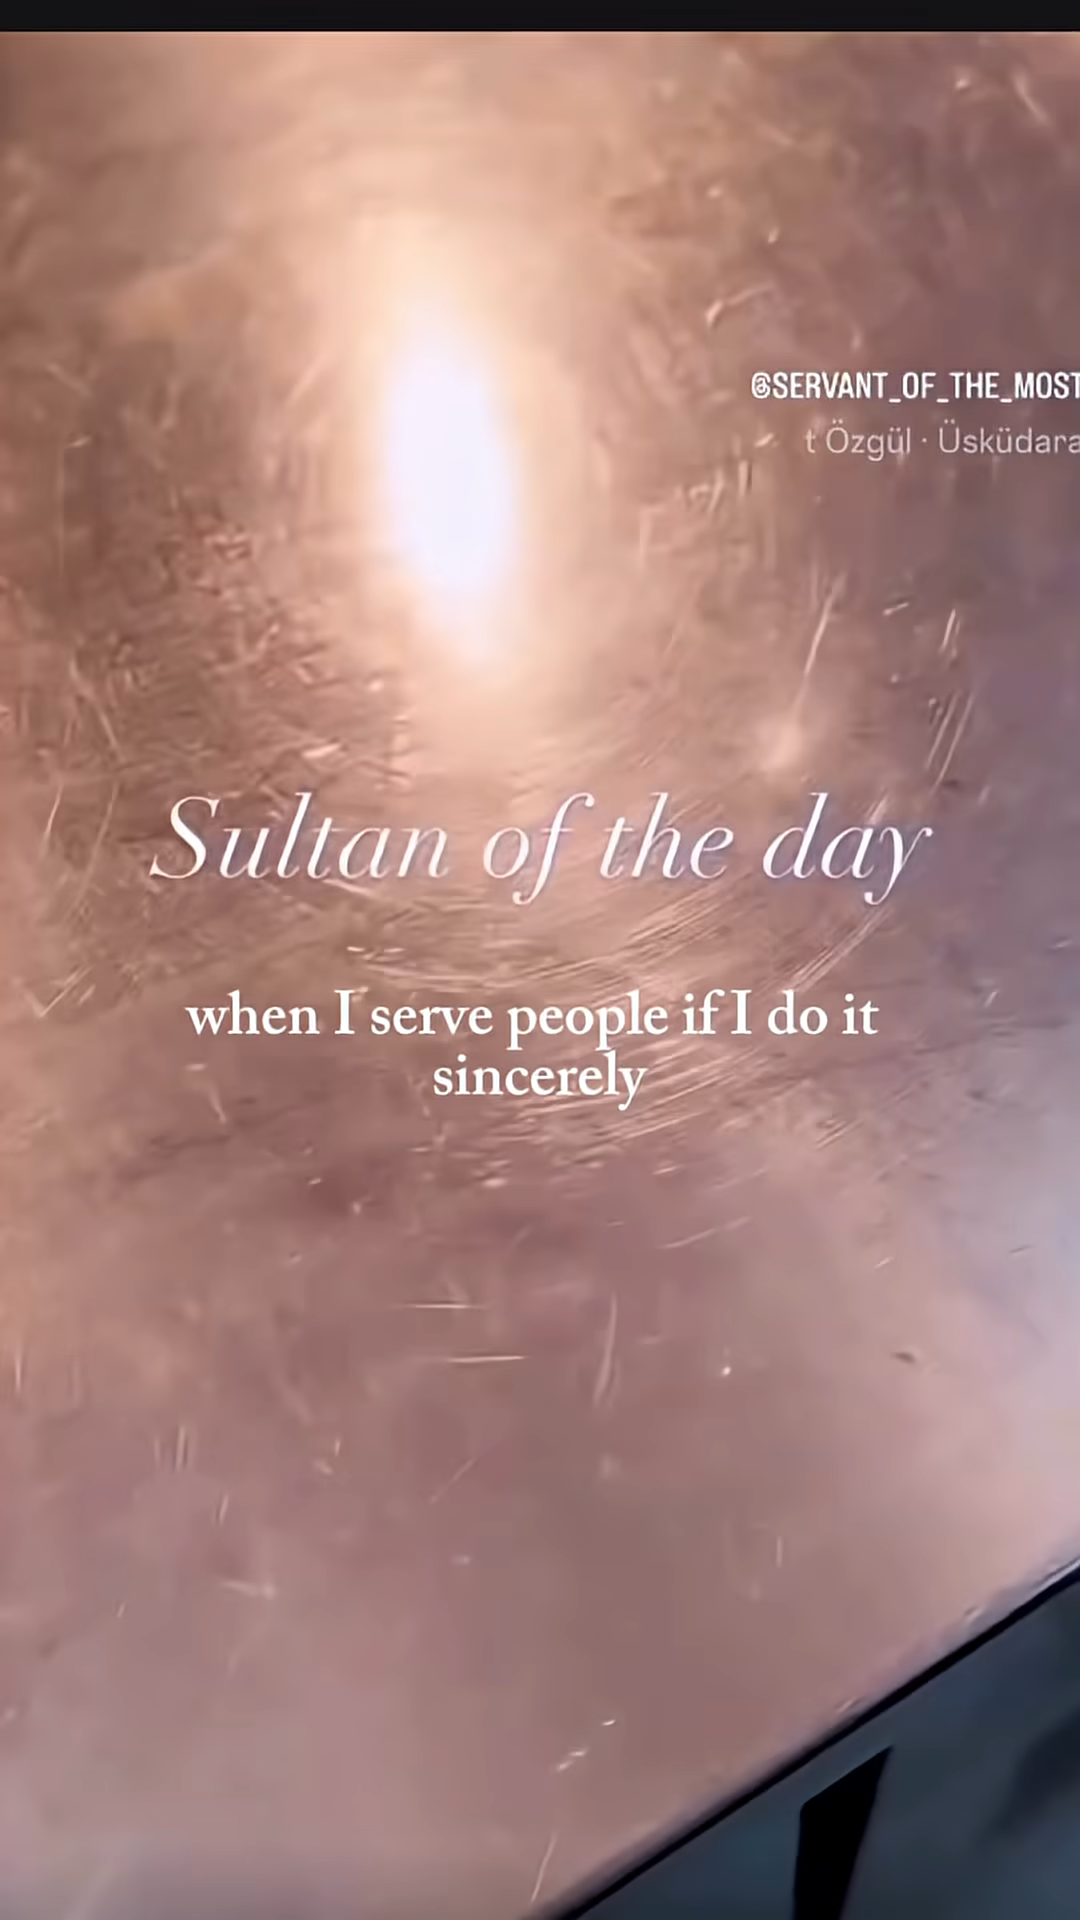 @SERVANT_OF_THE_MOST
t Özgül · Üsküdara
Sultan of the day
when I serve people if I do it
sincerely